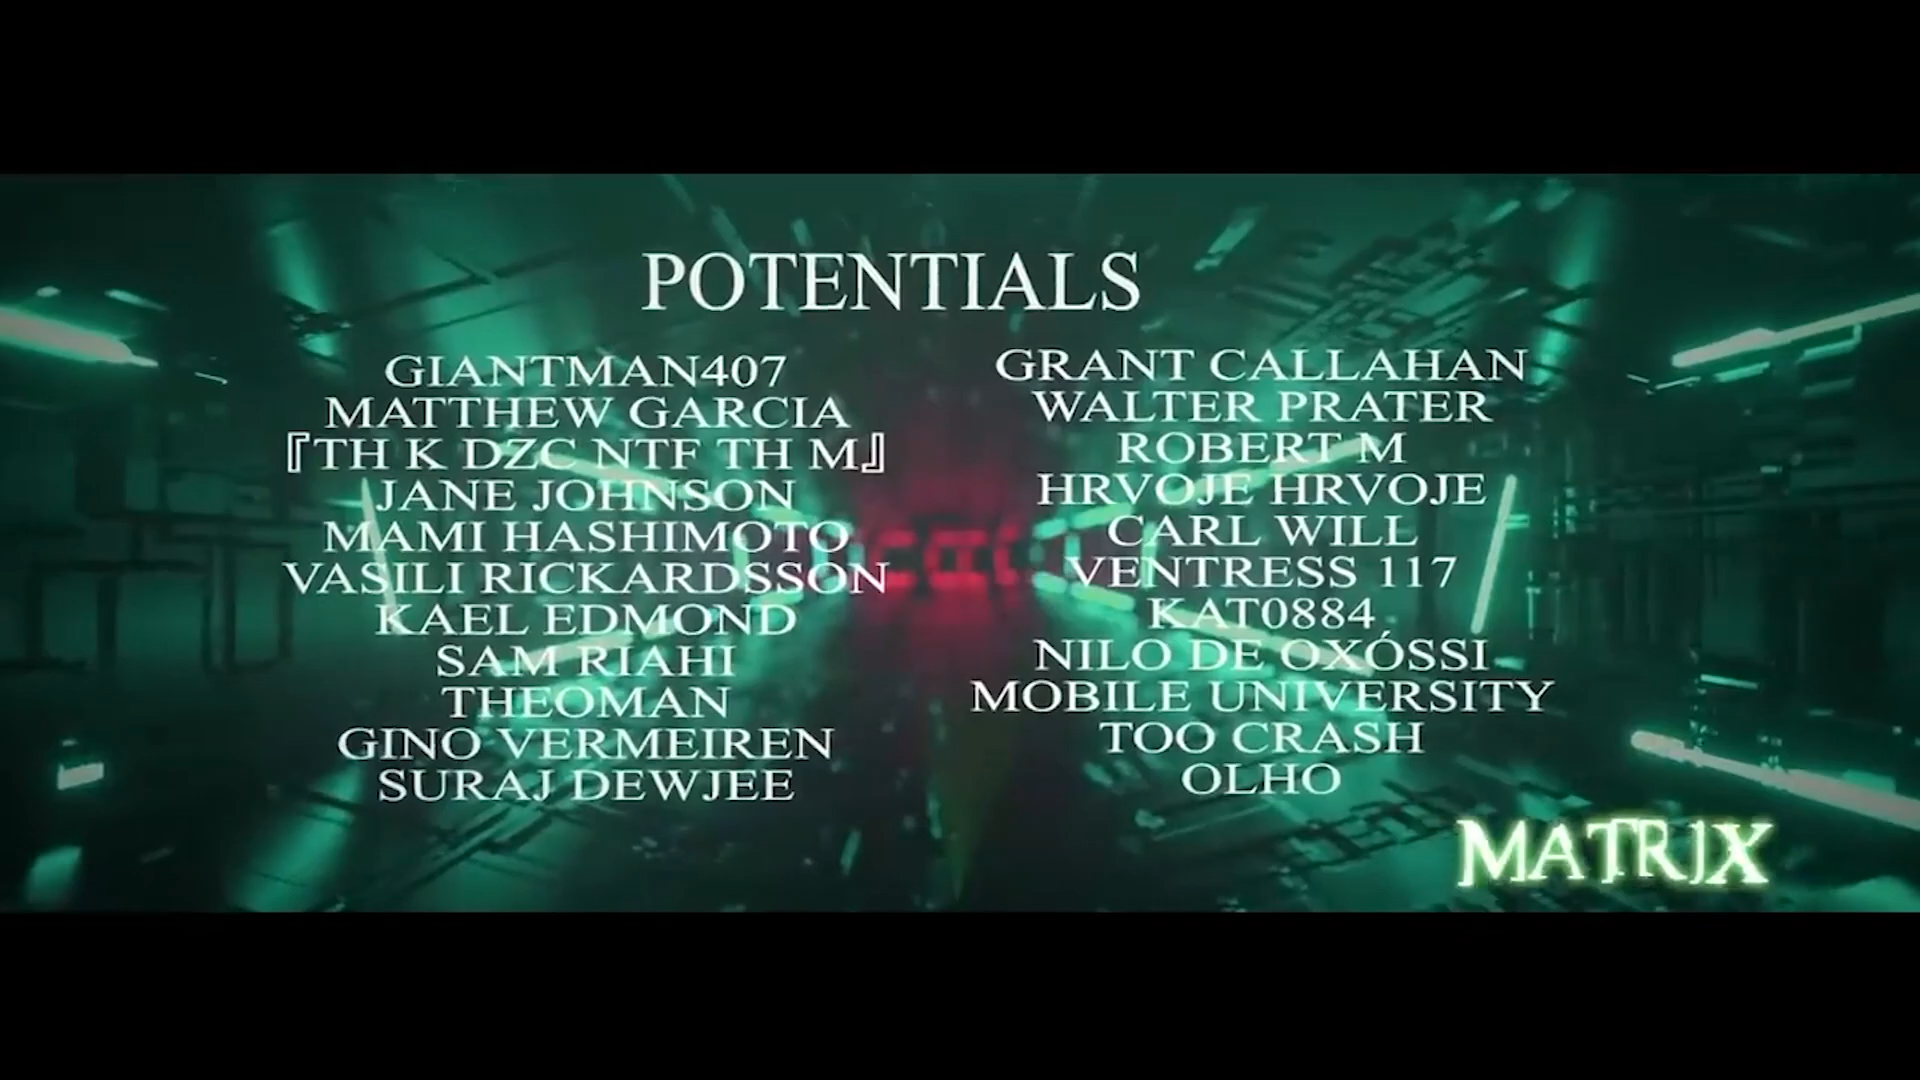 POTENTIALS
GIANTMAN407
MATTHEW GARCIA
『TH K DZC NTF TH M』
JANE JOHNSON
MAMI HASHIMOTO
VASILI RICKARDSSON
KAEL EDMOND
SAM RIAHI
THEOMAN
GINO VERMEIREN
SURAJ DEWJEE
GRANT CALLAHAN
WALTER PRATER
ROBERT M
HRVOJE HRVOJE
CARL WILL
VENTRESS 117
KAT0884
NILO DE OXÓSSI
MOBILE UNIVERSITY
TOO CRASH
OLHO
MATRIX